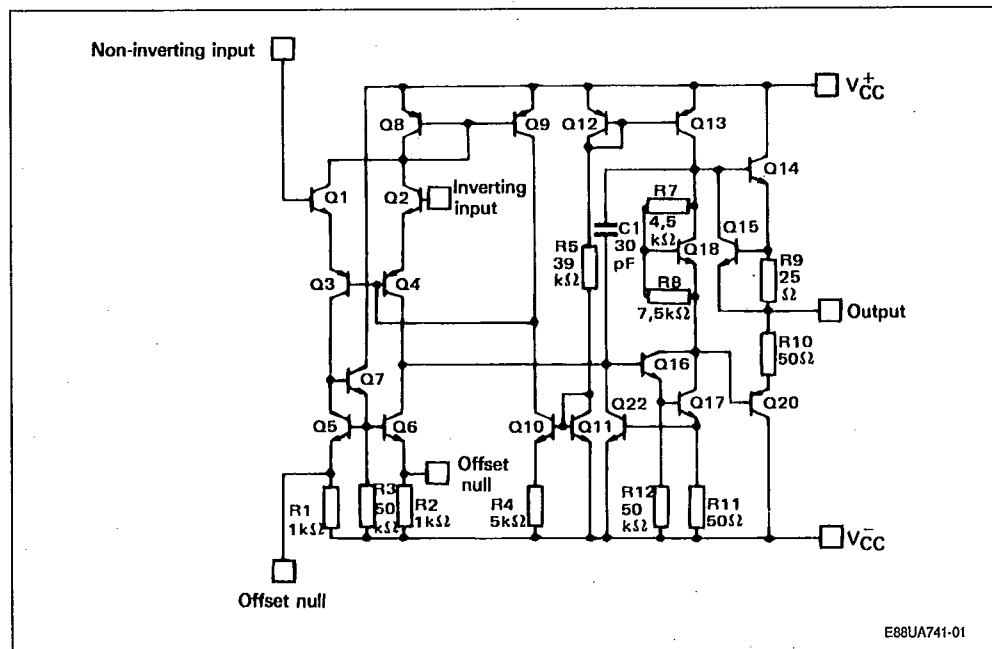 Non-inverting input
V⁺CC
Q8
Q9
Q12
Q13
Q14
Q1
Q2
Inverting
input
R7
4,5
kΩ
Q15
C1
30
pF
Q18
R5
39
kΩ
R9
25
Ω
Q3
Q4
R8
7,5kΩ
Output
R10
50Ω
Q7
Q16
Q5
Q6
Q10
Q11
Q22
Q17
Q20
Offset
null
R1
1kΩ
R3
50
kΩ
R2
1kΩ
R4
5kΩ
R12
50
kΩ
R11
50Ω
V⁻CC
Offset null
E88UA741-01